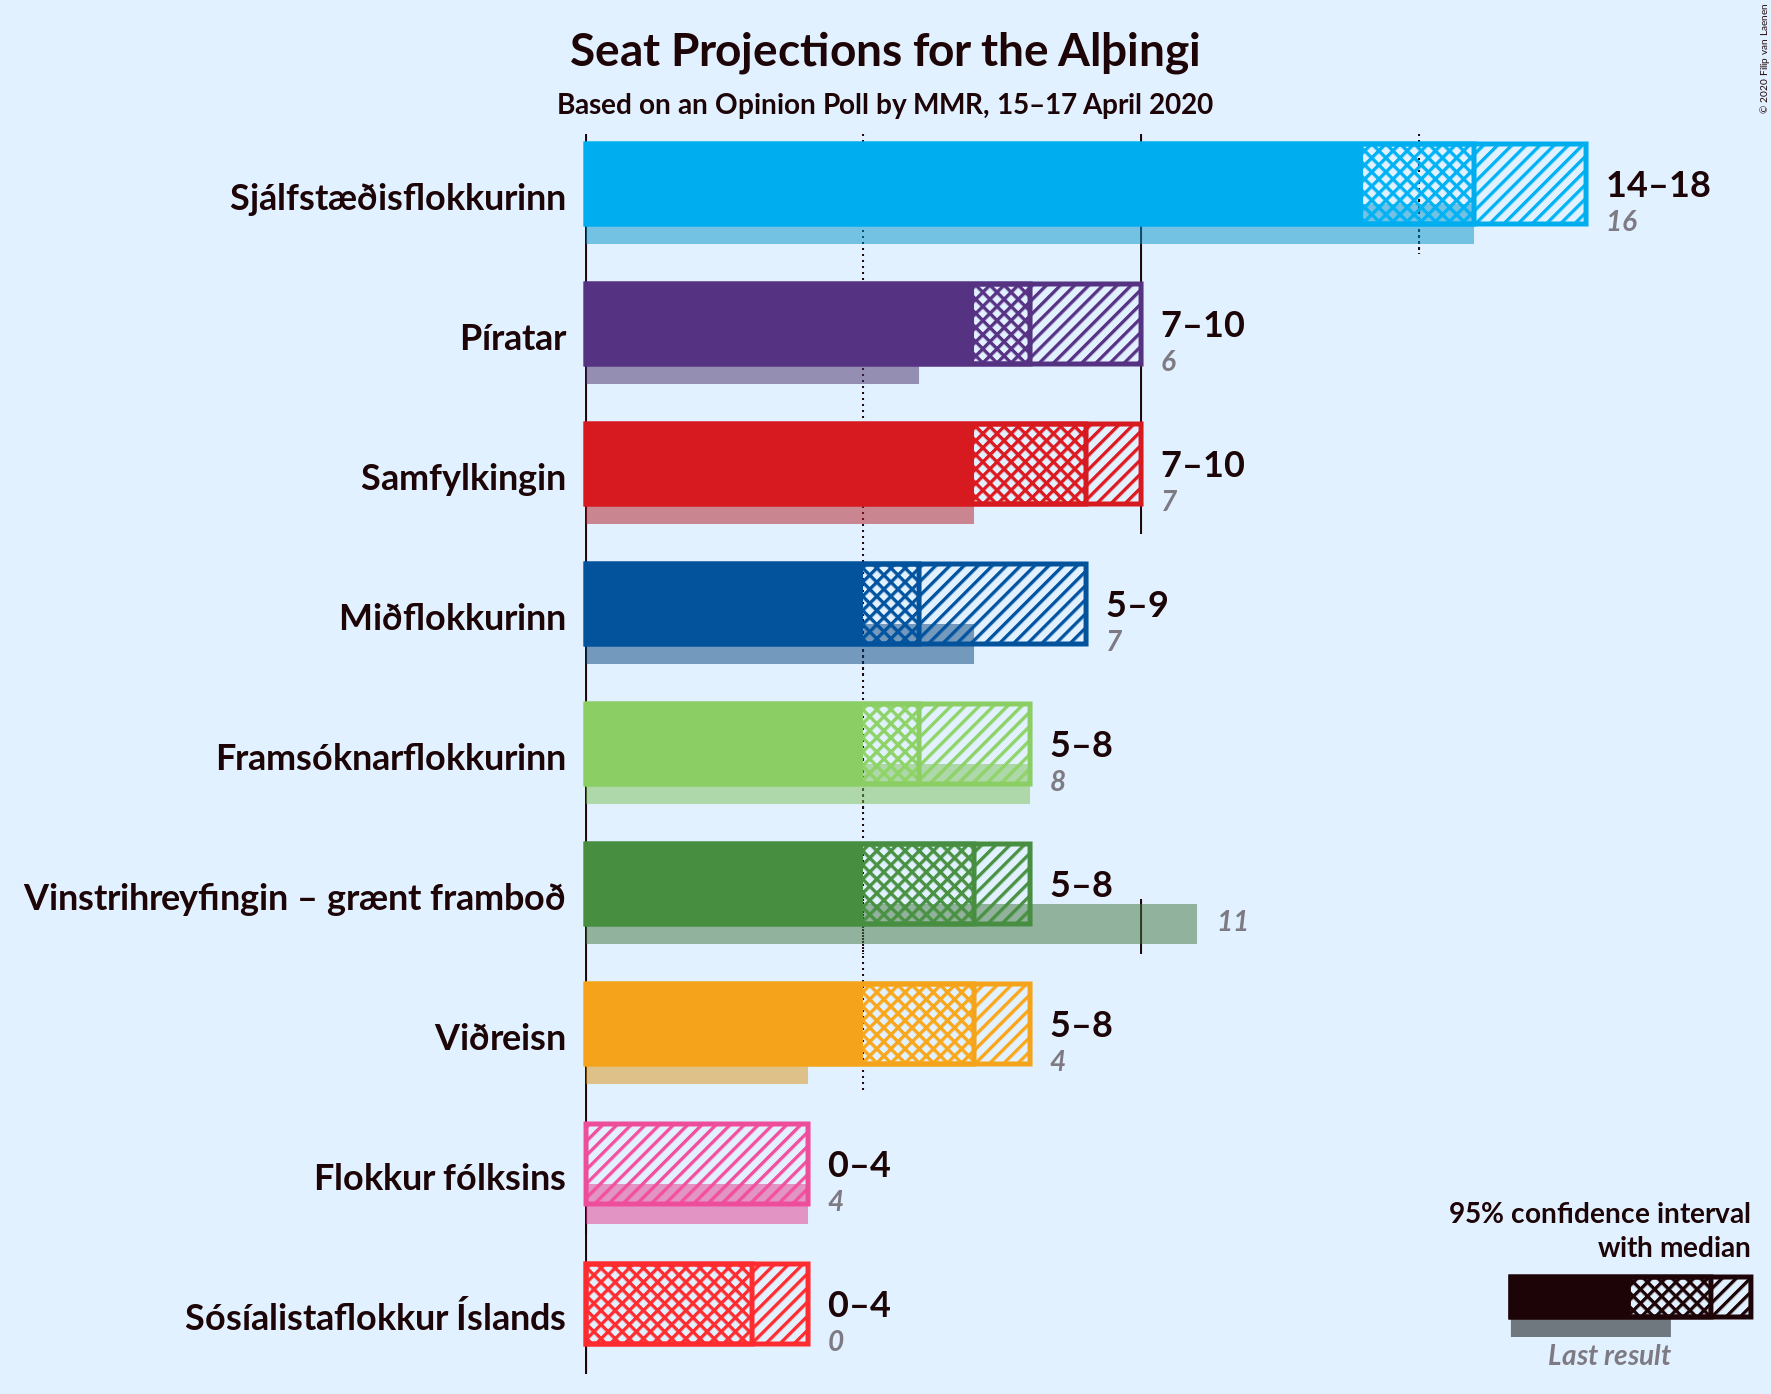 Seat Projections for the Alþingi
Based on an Opinion Poll by MMR, 15–17 April 2020
© 2020 Filip van Laenen
Sjálfstæðisflokkurinn
14–18
16
Píratar
7–10
6
Samfylkingin
7–10
7
Miðflokkurinn
5–9
7
Framsóknarflokkurinn
5–8
8
Vinstrihreyfingin – grænt framboð
5–8
11
Viðreisn
5–8
4
Flokkur fólksins
0–4
4
Sósíalistaflokkur Íslands
0–4
0
95% confidence interval
with median
Last result